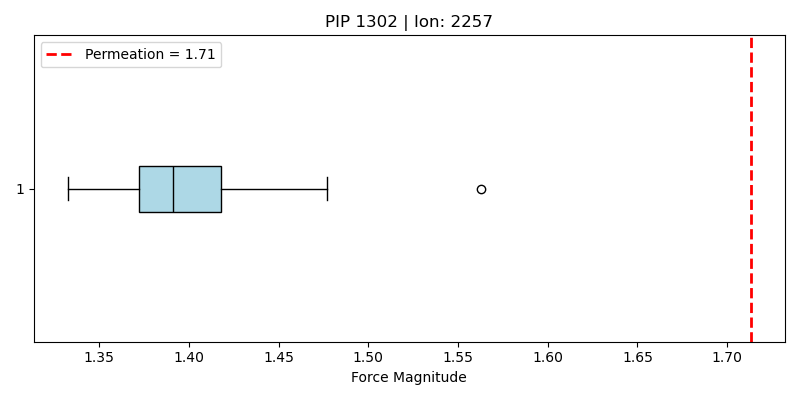 PIP 1302 | Ion: 2257
Permeation = 1.71
1
1.35 1.40 1.45 1.50 1.55 1.60 1.65 1.70
Force Magnitude